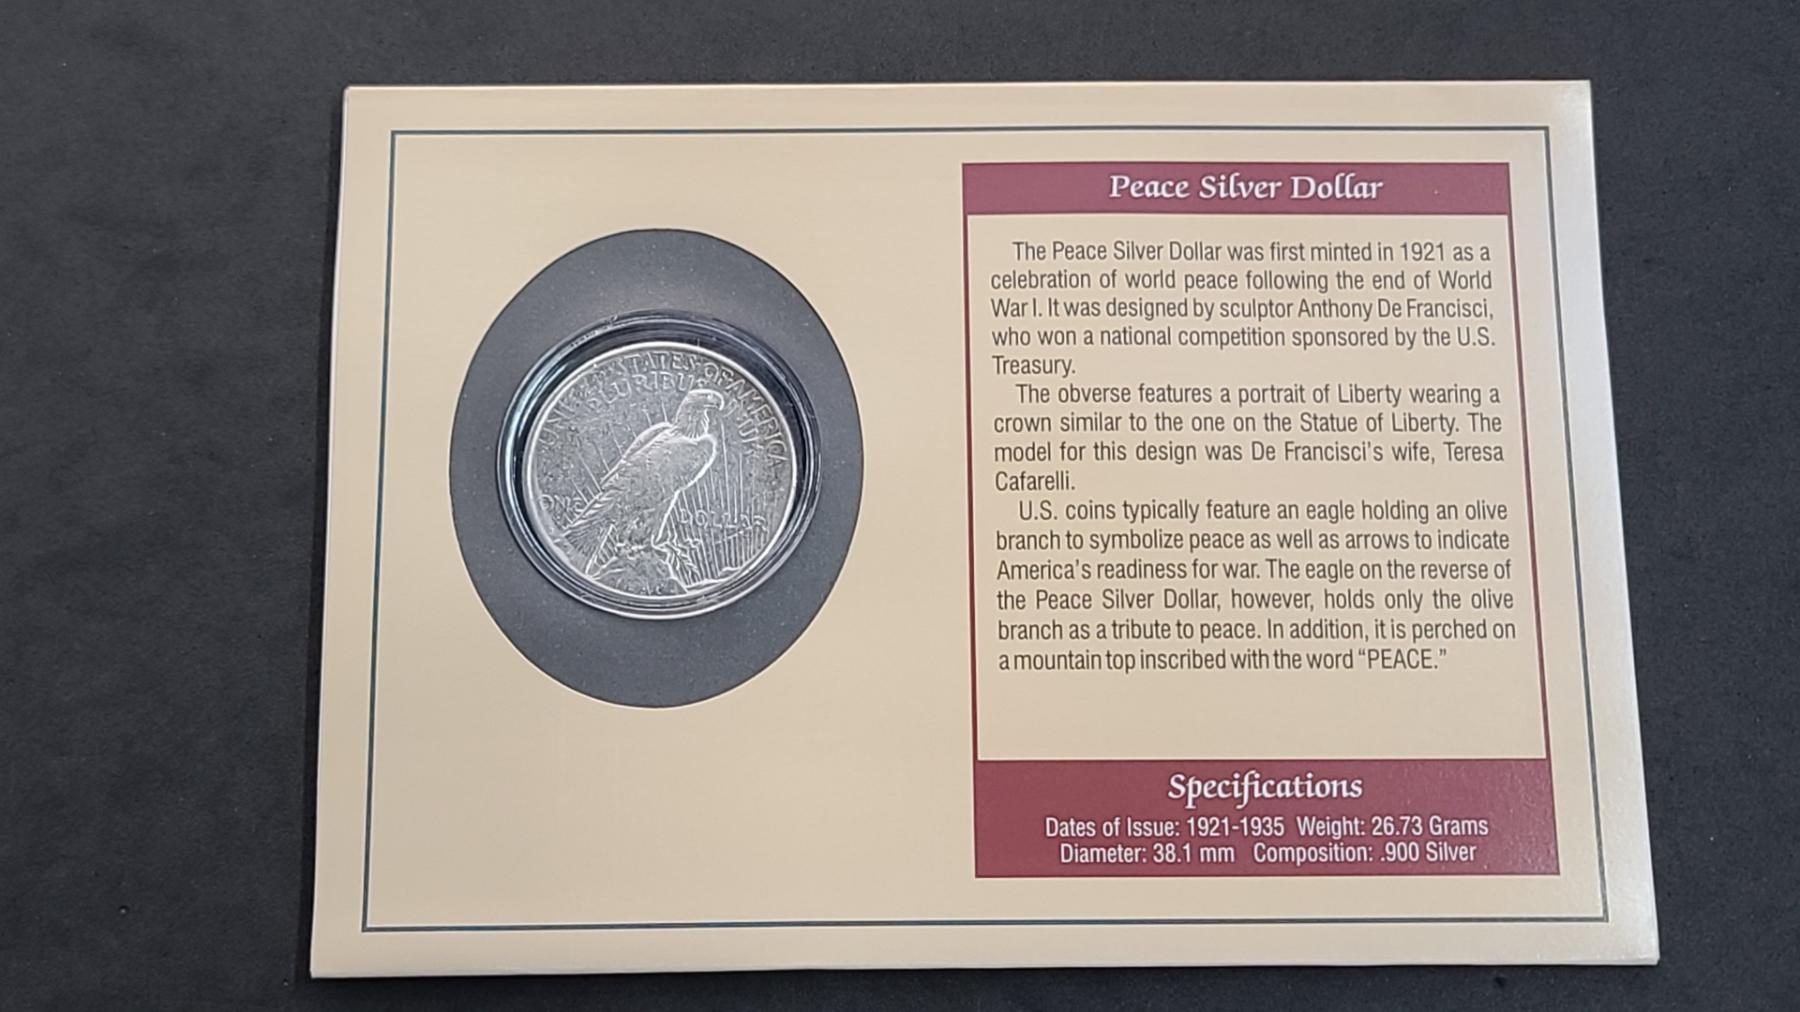 Peace Silver Dollar
The Peace Silver Dollar was first minted in 1921 as a
celebration of world peace following the end of World
War I. It was designed by sculptor Anthony De Francisci,
who won a national competition sponsored by the U.S.
Treasury.
The obverse features a portrait of Liberty wearing a
crown similar to the one on the Statue of Liberty. The
model for this design was De Francisci's wife, Teresa
Cafarelli.
U.S. coins typically feature an eagle holding an olive
branch to symbolize peace as well as arrows to indicate
America's readiness for war. The eagle on the reverse of
the Peace Silver Dollar, however, holds only the olive
branch as a tribute to peace. In addition, it is perched on
a mountain top inscribed with the word “PEACE.”
Specifications
Dates of Issue: 1921-1935 Weight: 26.73 Grams
Diameter: 38.1 mm Composition: .900 Silver
STATES OF AMERICA
ONE DOLLAR